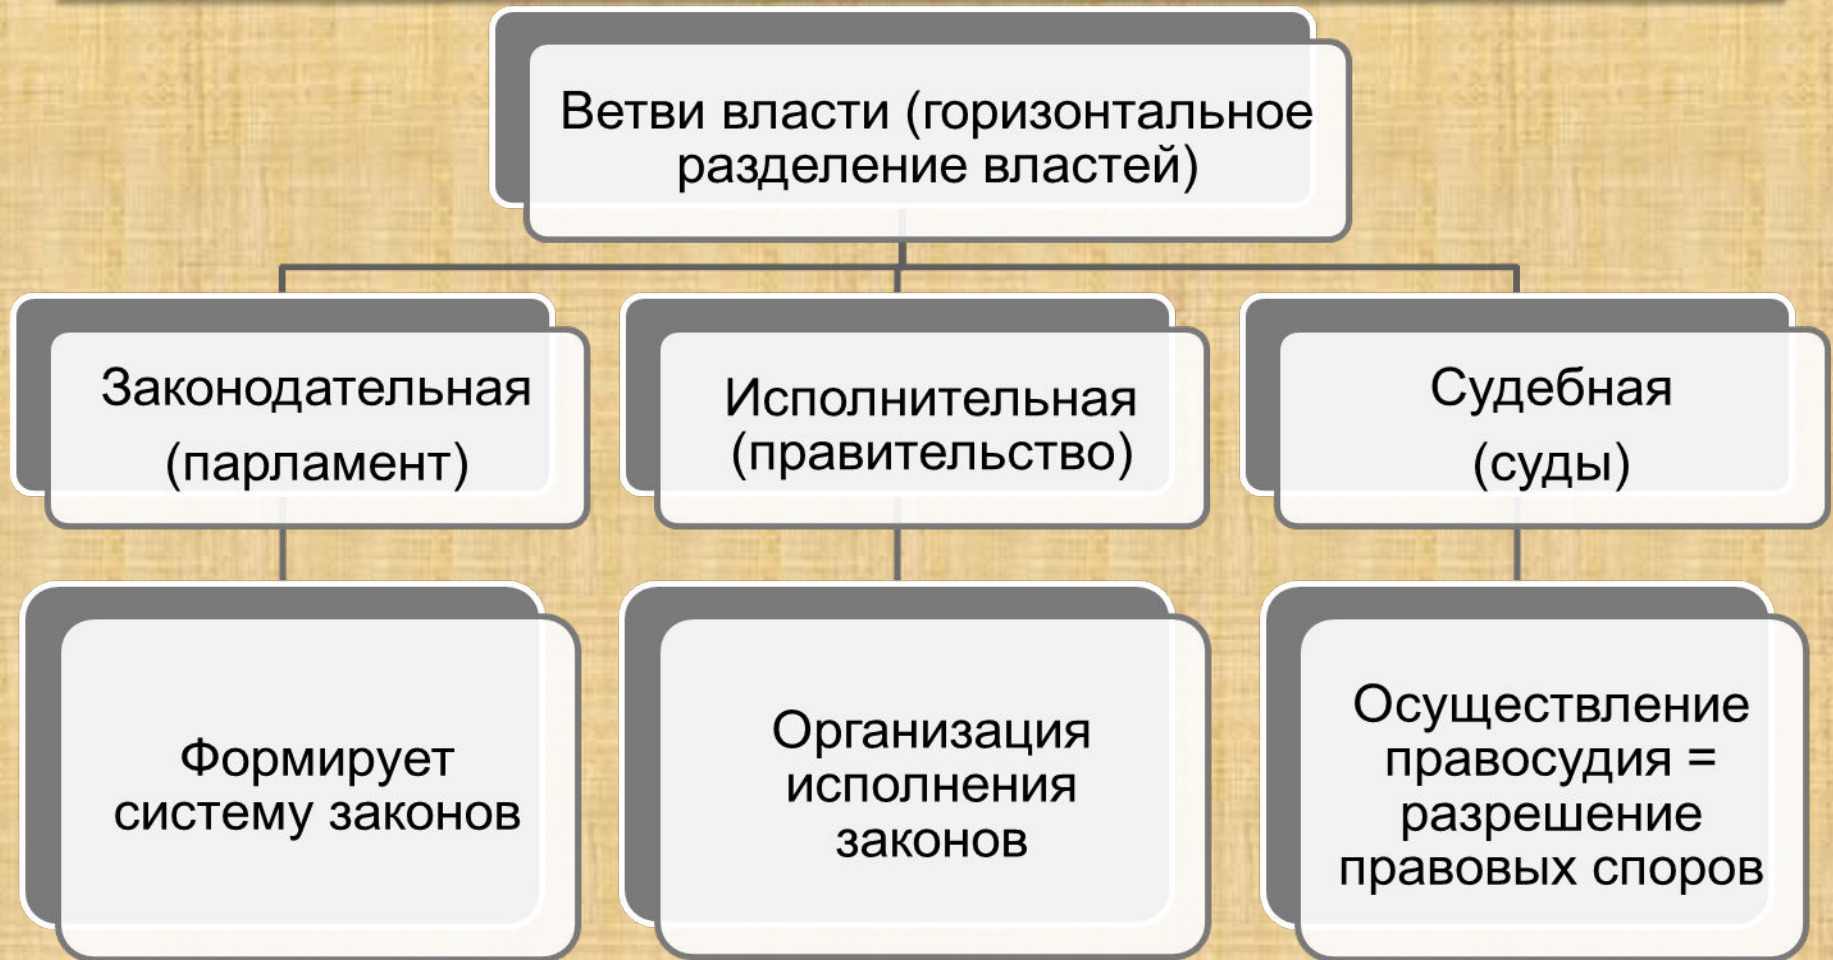 Ветви власти (горизонтальное
разделение властей)
Законодательная
(парламент)
Исполнительная
(правительство)
Судебная
(суды)
Формирует
систему законов
Организация
исполнения
законов
Осуществление
правосудия =
разрешение
правовых споров